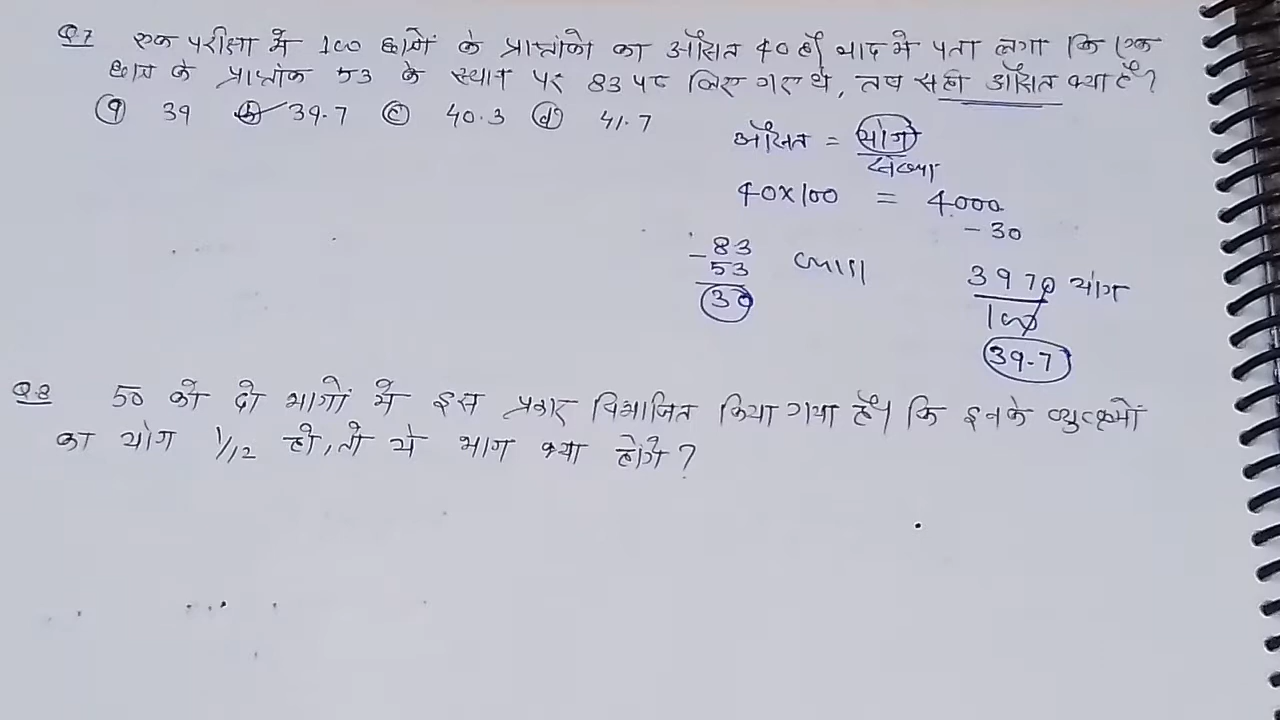 Q7 एक परीक्षा में 100 छात्रों के प्राप्तांको का औसत 40 है। बाद में पता लगा कि एक
छात्र के प्राप्तांक 53 के स्थान पर 83 पढ़ लिए गए थे, तब सही औसत क्या है?
(a) 39 (b) 39.7 (c) 40.3 (d) 41.7
औसत = योग / संख्या
40×100 = 4000
- 30
- 83
53
30
3970 योग
100
39.7
Q8 50 को दो भागों में इस प्रकार विभाजित किया गया है। कि इनके व्युत्क्रमों
का योग 1/12 हो, तो ये भाग क्या होंगे?